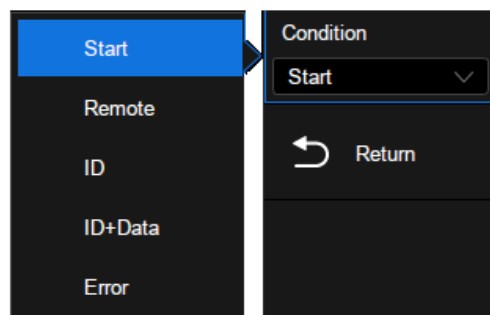 Start
Remote
ID
ID+Data
Error
Condition
Start
Return